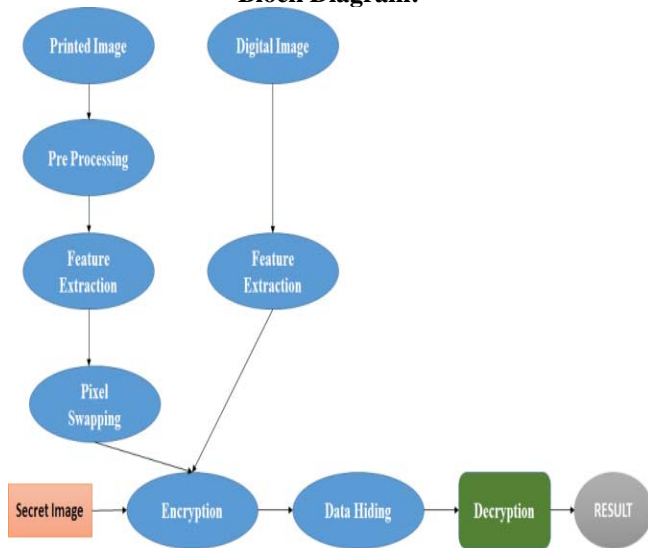 Block Diagram:
Printed Image
Digital Image
Pre Processing
Feature
Extraction
Feature
Extraction
Pixel
Swapping
Secret Image
Encryption
Data Hiding
Decryption
RESULT